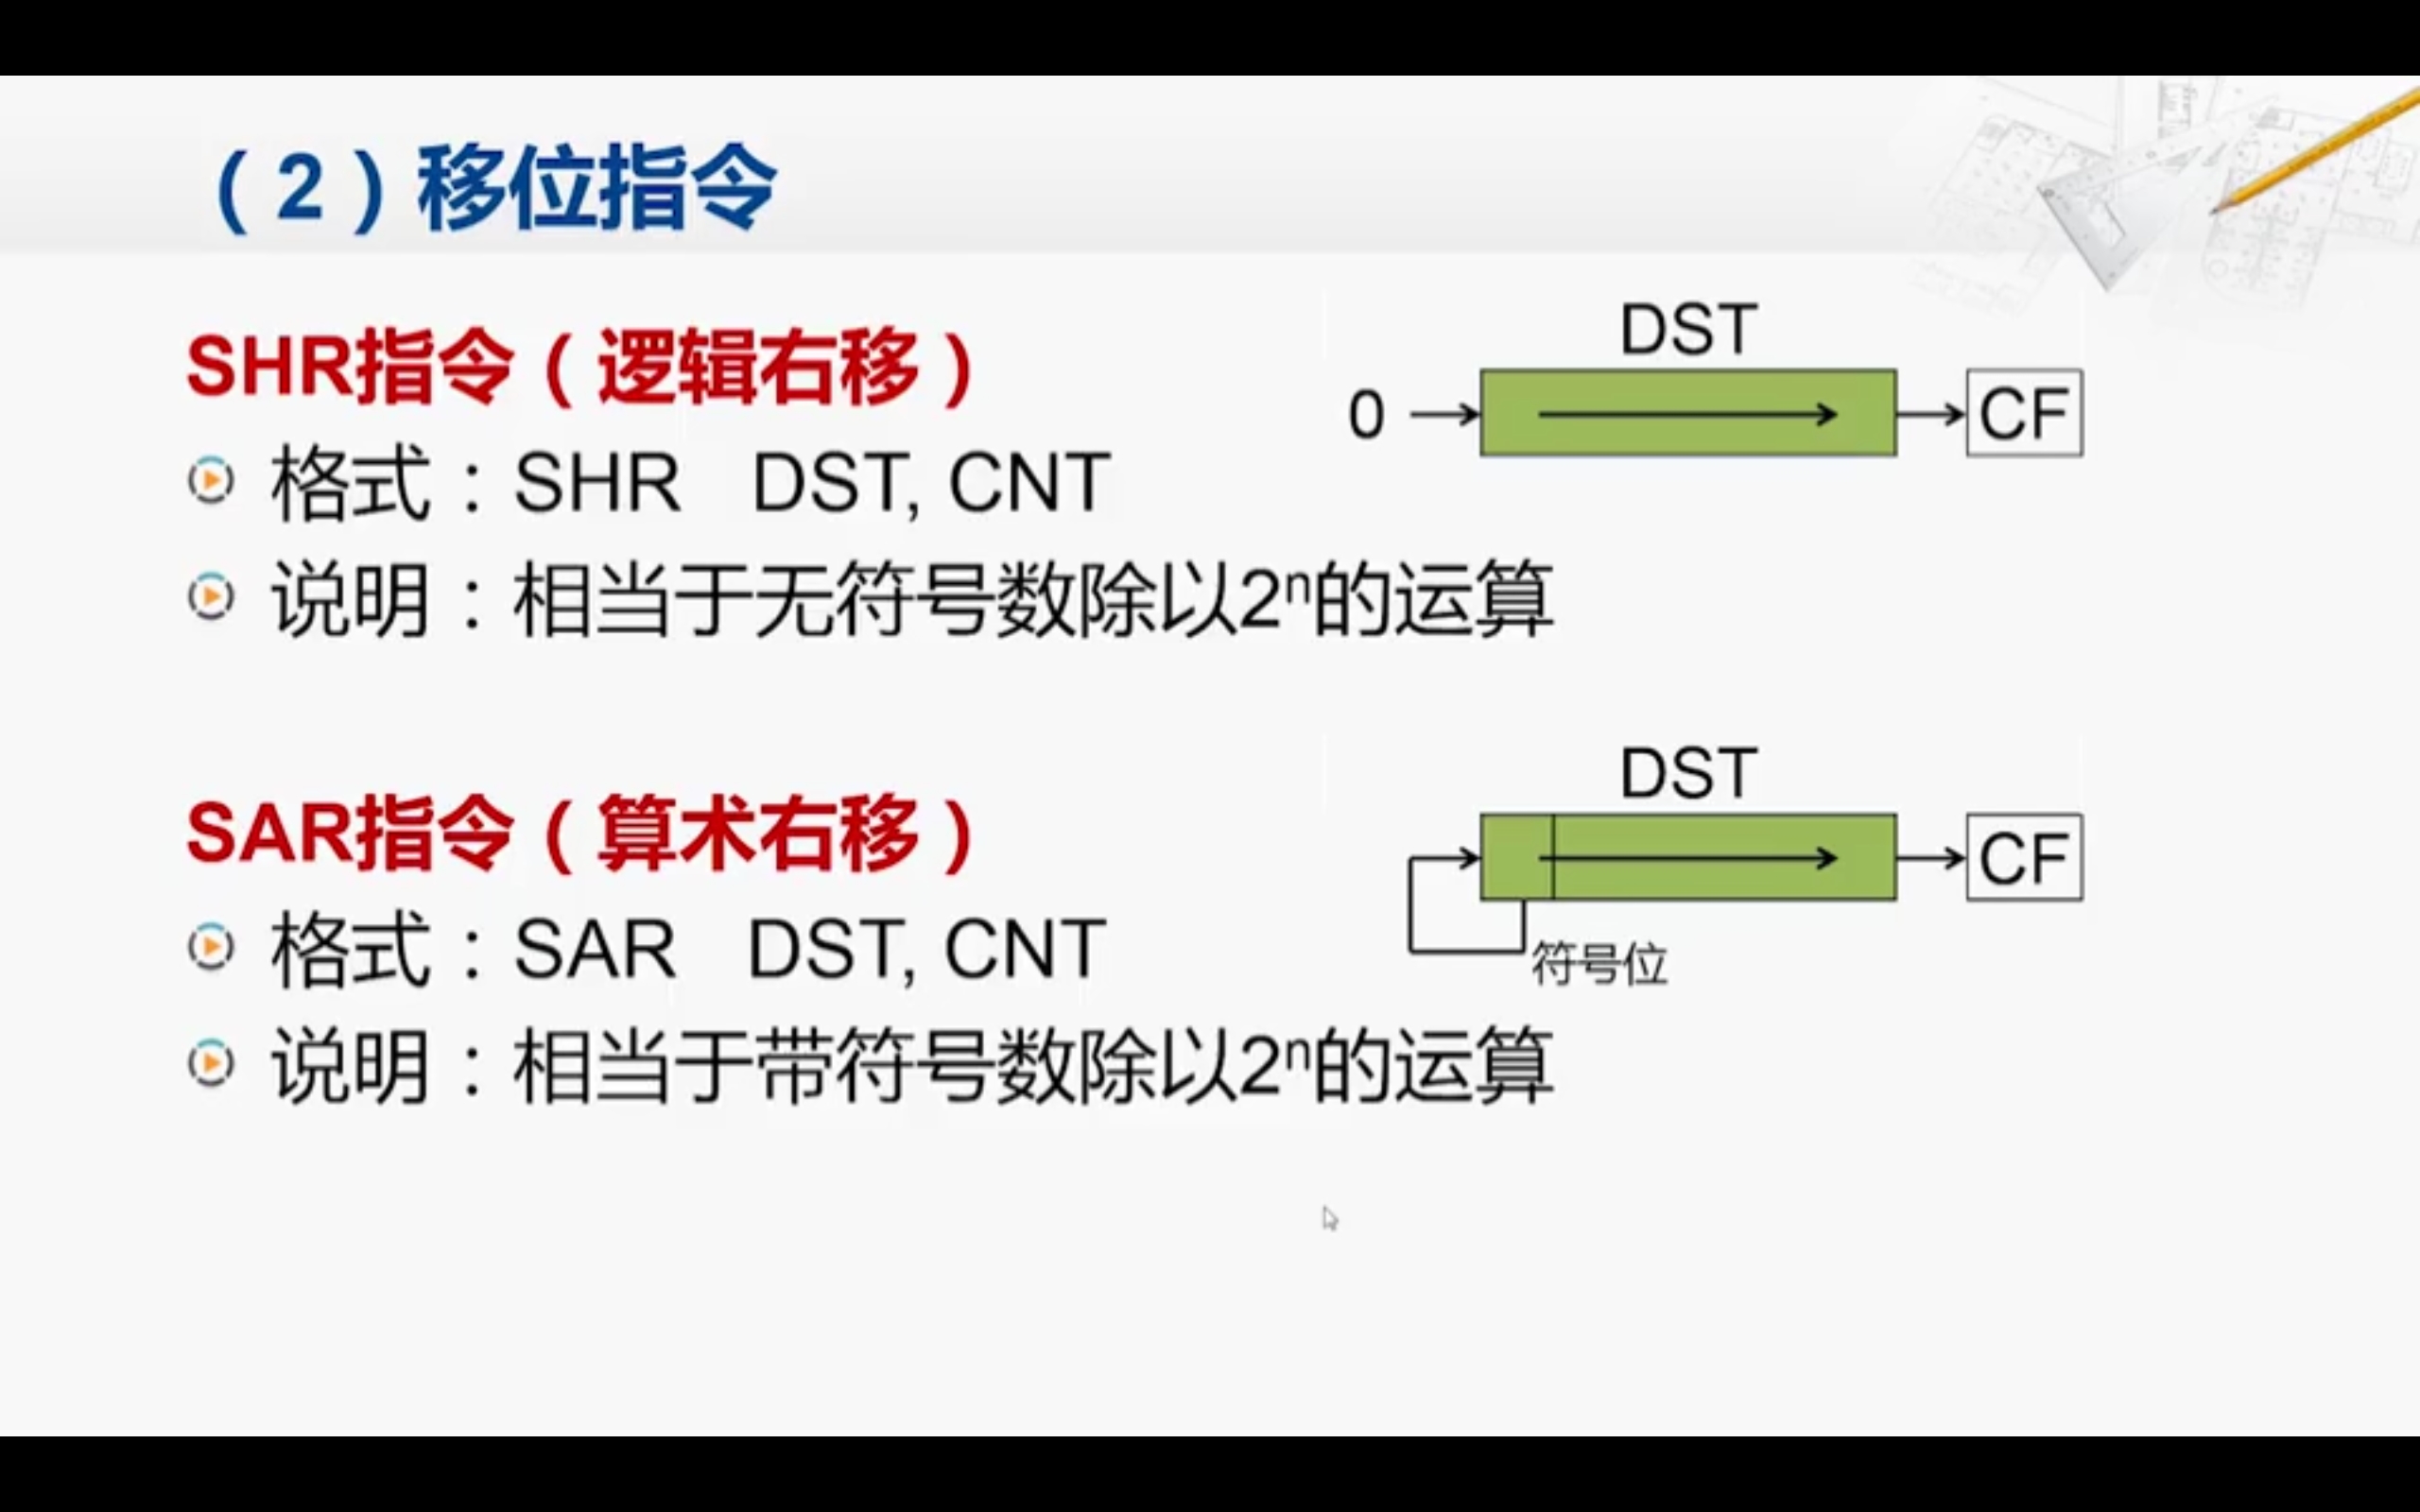 （2）移位指令
SHR指令（逻辑右移）
格式：SHR DST, CNT
说明：相当于无符号数除以2ⁿ的运算
DST
0
CF
SAR指令（算术右移）
格式：SAR DST, CNT
说明：相当于带符号数除以2ⁿ的运算
DST
CF
符号位